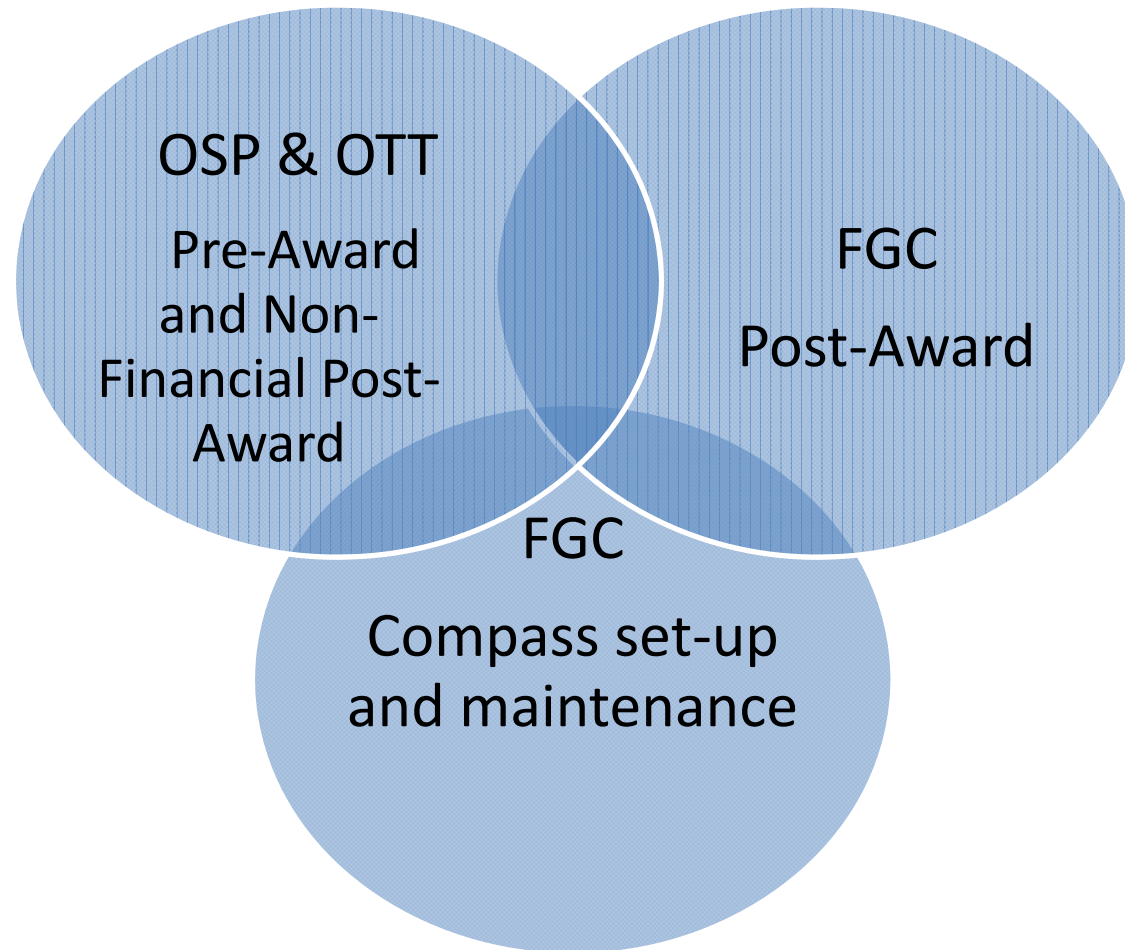 OSP & OTT
Pre-Award
and Non-
Financial Post-
Award
FGC
Post-Award
FGC
Compass set-up
and maintenance